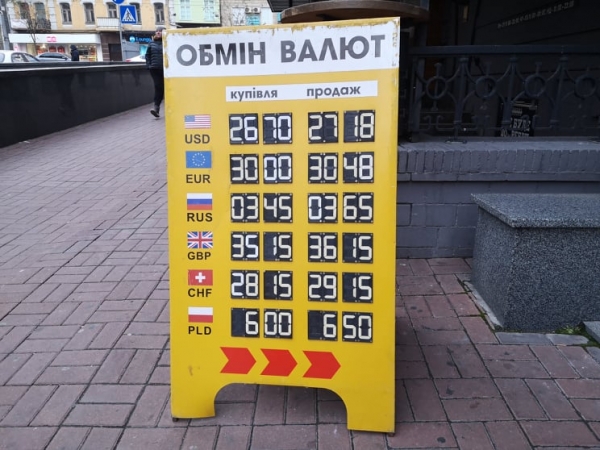 ОБМІН ВАЛЮТ
купівля продаж
USD 26 70 27 18
EUR 30 00 30 48
RUS 03 45 03 65
GBP 35 15 36 15
CHF 28 15 29 15
PLD 6 00 6 50